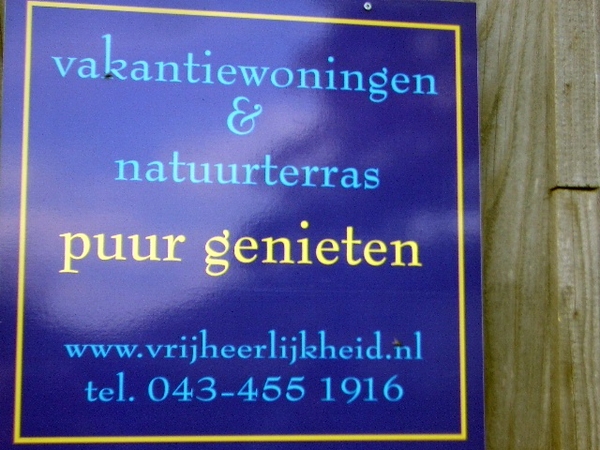 vakantiewoningen
&
natuurterras
puur genieten
www.vrijheerlijkheid.nl
tel. 043-455 1916